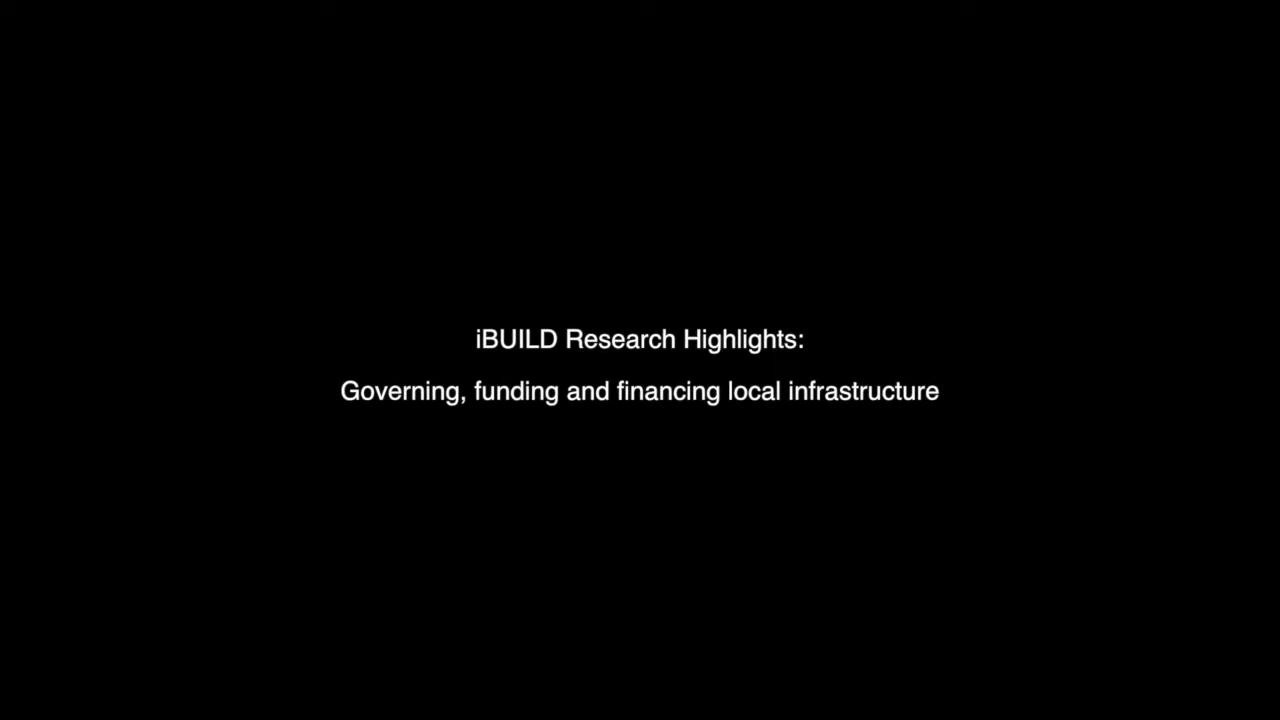 iBUILD Research Highlights:
Governing, funding and financing local infrastructure